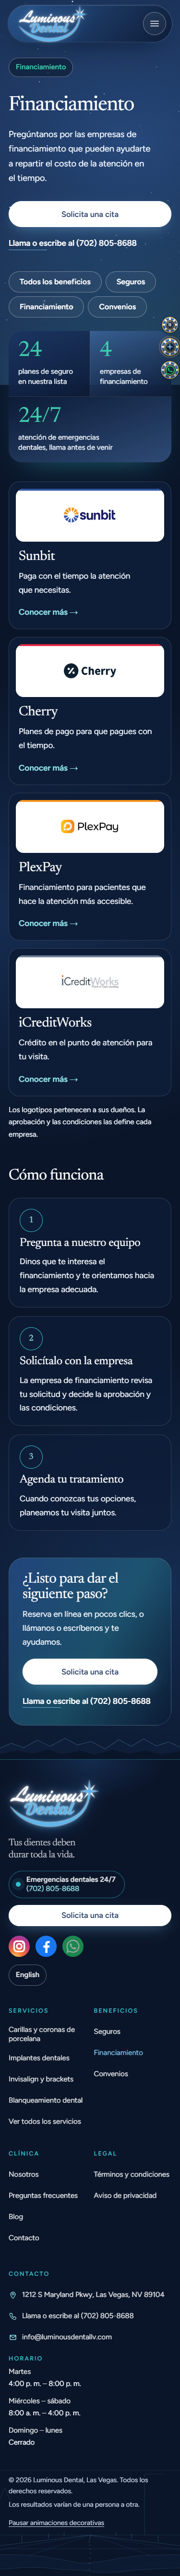 Luminous
Dental
Financiamiento
Financiamiento
Pregúntanos por las empresas de
financiamiento que pueden ayudarte
a repartir el costo a lo atención en
el tiempo.
Solicita una cita
Llama o escribe al (702) 805-8688
Todos los beneficios
Seguros
Financiamiento
Convenios
24
planes de seguro
en nuestra lista
4
empresas de
financiamiento
24/7
atención de emergencias
dentales, llama antes de venir
sunbit
Sunbit
Paga con el tiempo la atención
que necesitas.
Conocer más →
Cherry
Cherry
Planes de pago para que pagues con
el tiempo.
Conocer más →
PlexPay
PlexPay
Financiamiento para pacientes que
hace la atención más accesible.
Conocer más →
iCreditWorks
iCreditWorks
Crédito en el punto de atención para
tu visita.
Conocer más →
Los logotipos pertenecen a sus dueños. La
aprobación y las condiciones las define cada
empresa.
Cómo funciona
1
Pregunta a nuestro equipo
Dinos que te interesa el
financiamiento y te orientamos hacia
la empresa adecuada.
2
Solicítalo con la empresa
La empresa de financiamiento revisa
tu solicitud y decide la aprobación y
las condiciones.
3
Agenda tu tratamiento
Cuando conozcas tus opciones,
planeamos tu visita juntos.
¿Listo para dar el
siguiente paso?
Reserva en línea en pocos clics, o
llámanos o escríbenos y te
ayudamos.
Solicita una cita
Llama o escribe al (702) 805-8688
Luminous
Dental
Tus dientes deben
durar toda la vida.
Emergencias dentales 24/7
(702) 805-8688
Solicita una cita
English
SERVICIOS
Carillas y coronas de
porcelana
Implantes dentales
Invisalign y brackets
Blanqueamiento dental
Ver todos los servicios
BENEFICIOS
Seguros
Financiamiento
Convenios
CLÍNICA
Nosotros
Preguntas frecuentes
Blog
Contacto
LEGAL
Términos y condiciones
Aviso de privacidad
CONTACTO
1212 S Maryland Pkwy, Las Vegas, NV 89104
Llama o escribe al (702) 805-8688
info@luminousdentallv.com
HORARIO
Martes
4:00 p. m. – 8:00 p. m.
Miércoles – sábado
8:00 a. m. – 4:00 p. m.
Domingo – lunes
Cerrado
© 2026 Luminous Dental, Las Vegas. Todos los
derechos reservados.
Los resultados varían de una persona a otra.
Pausar animaciones decorativas